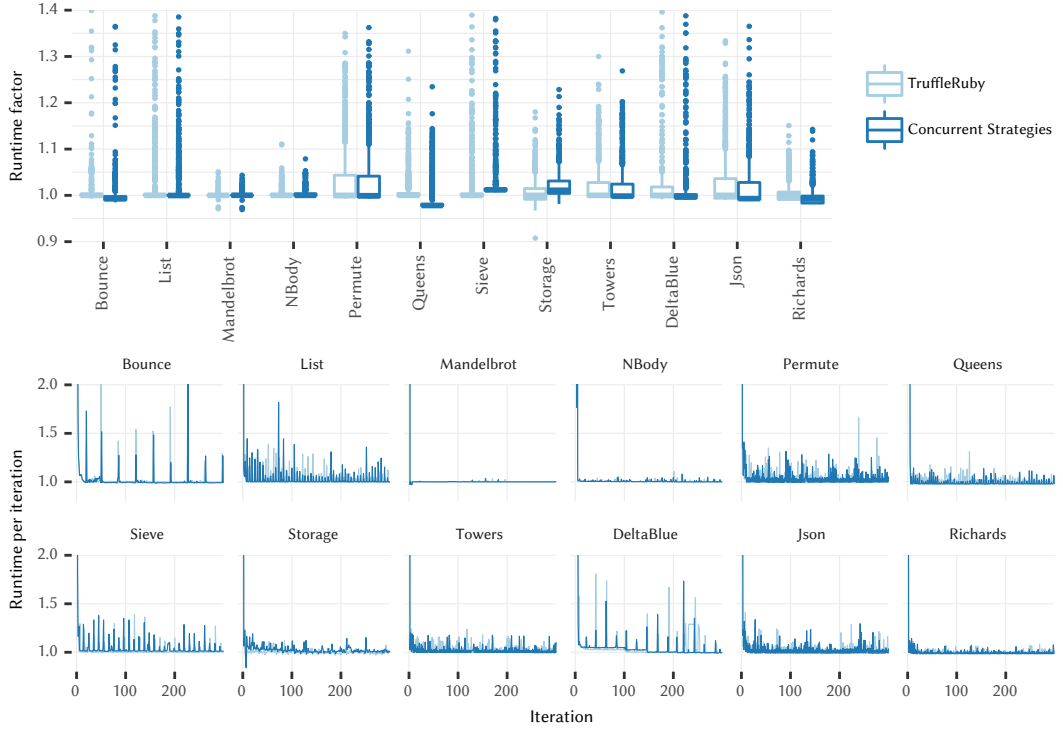 1.4
1.3
1.2
1.1
1.0
0.9
Runtime factor
Bounce
List
Mandelbrot
NBody
Permute
Queens
Sieve
Storage
Towers
DeltaBlue
Json
Richards
TruffleRuby
Concurrent Strategies
Bounce List Mandelbrot NBody Permute Queens
2.0
1.5
1.0
Sieve Storage Towers DeltaBlue Json Richards
2.0
1.5
1.0
Runtime per iteration
0 100 200 0 100 200 0 100 200 0 100 200 0 100 200 0 100 200
Iteration